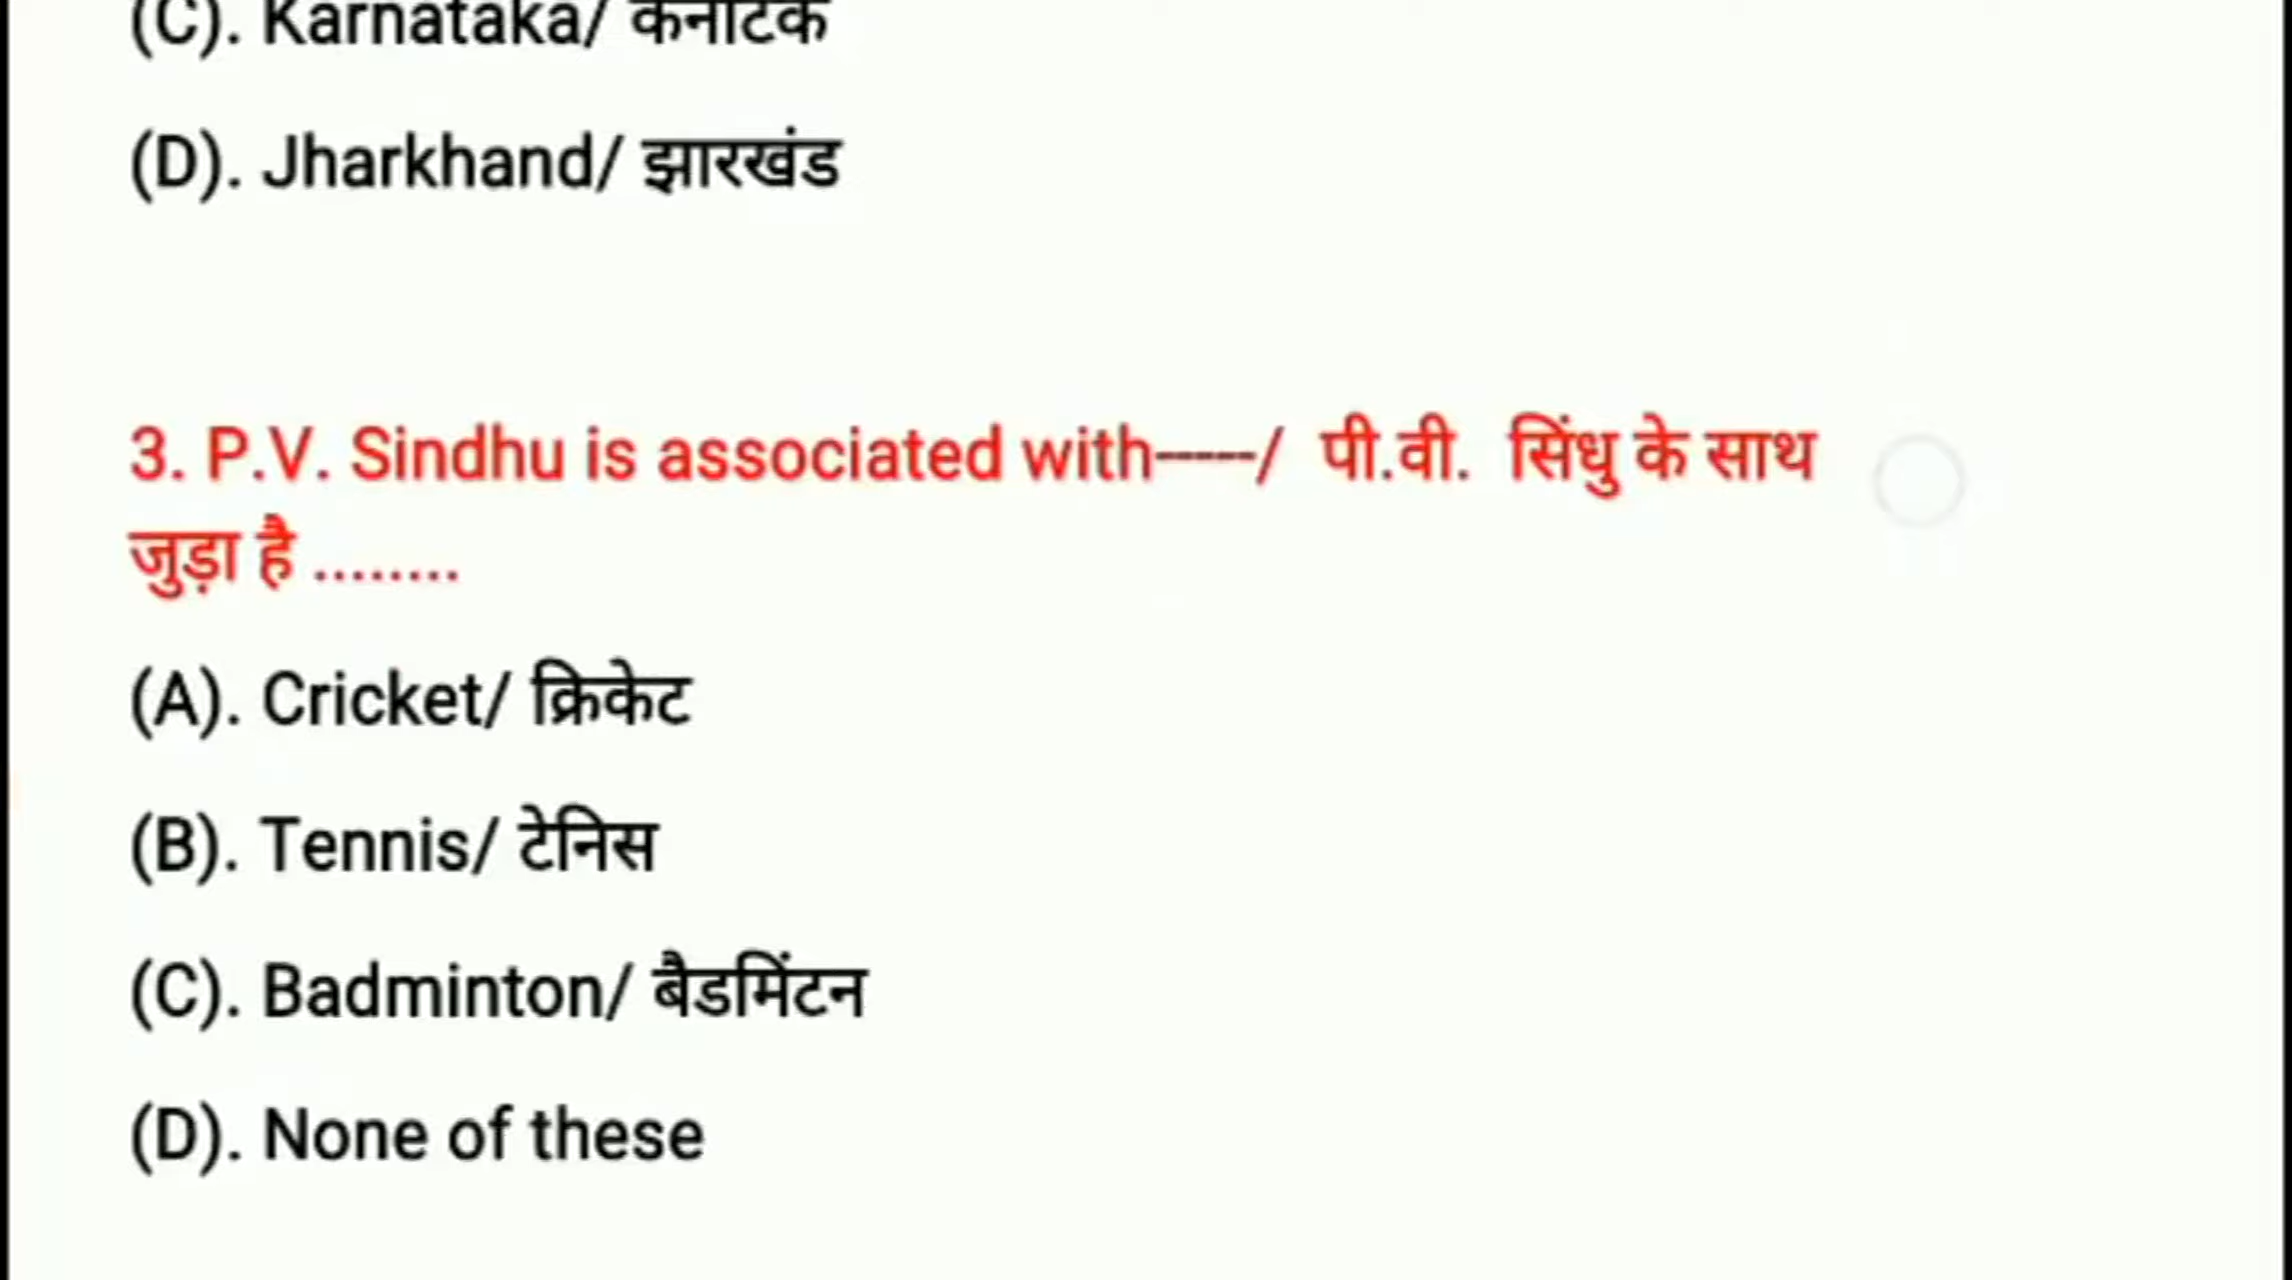 (C). Karnataka/ कर्नाटक
(D). Jharkhand/ झारखंड
3. P.V. Sindhu is associated with-----/ पी.वी. सिंधु के साथ
जुड़ा है ........
(A). Cricket/ क्रिकेट
(B). Tennis/ टेनिस
(C). Badminton/ बैडमिंटन
(D). None of these